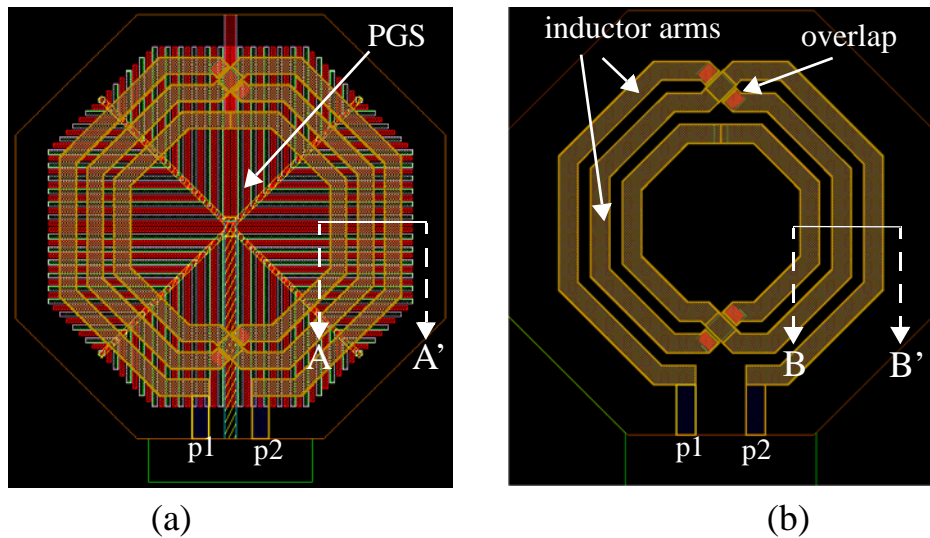 PGS
A A'
p1 p2
(a)
inductor arms
overlap
B B’
p1 p2
(b)